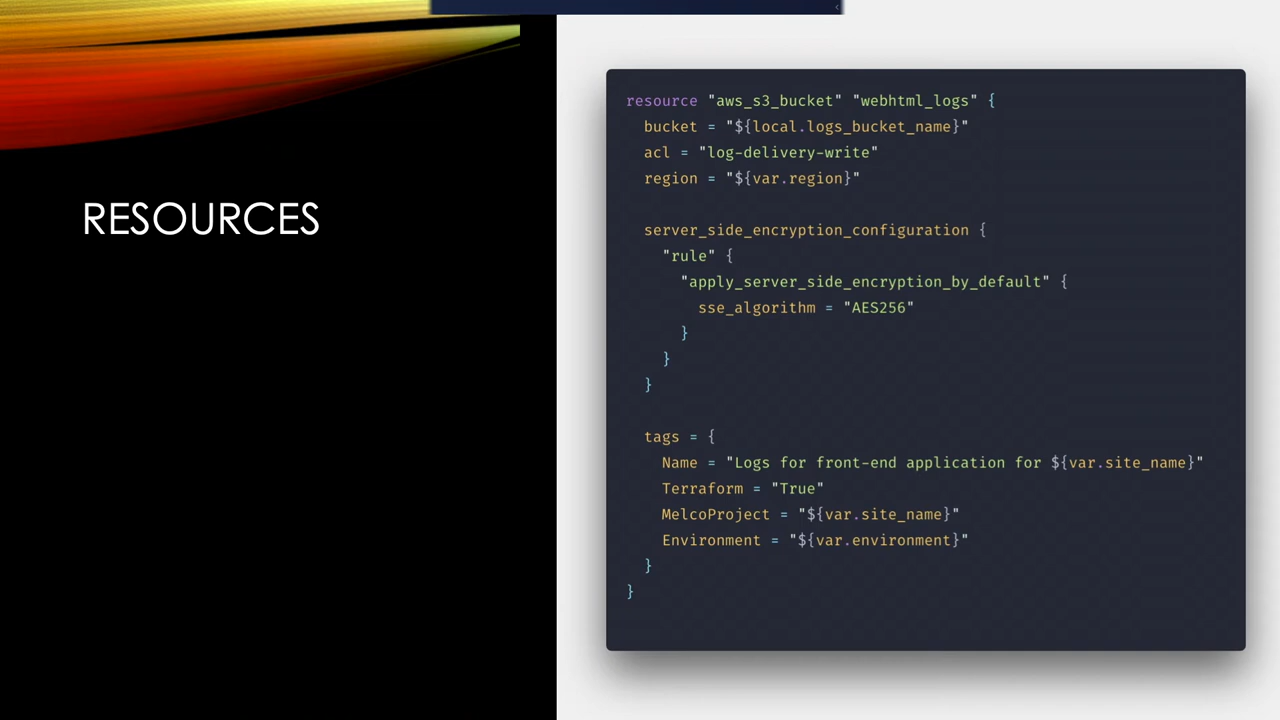 RESOURCES
resource "aws_s3_bucket" "webhtml_logs" {
  bucket = "${local.logs_bucket_name}"
  acl = "log-delivery-write"
  region = "${var.region}"
  server_side_encryption_configuration {
    "rule" {
      "apply_server_side_encryption_by_default" {
        sse_algorithm = "AES256"
      }
    }
  }
  tags = {
    Name = "Logs for front-end application for ${var.site_name}"
    Terraform = "True"
    MelcoProject = "${var.site_name}"
    Environment = "${var.environment}"
  }
}